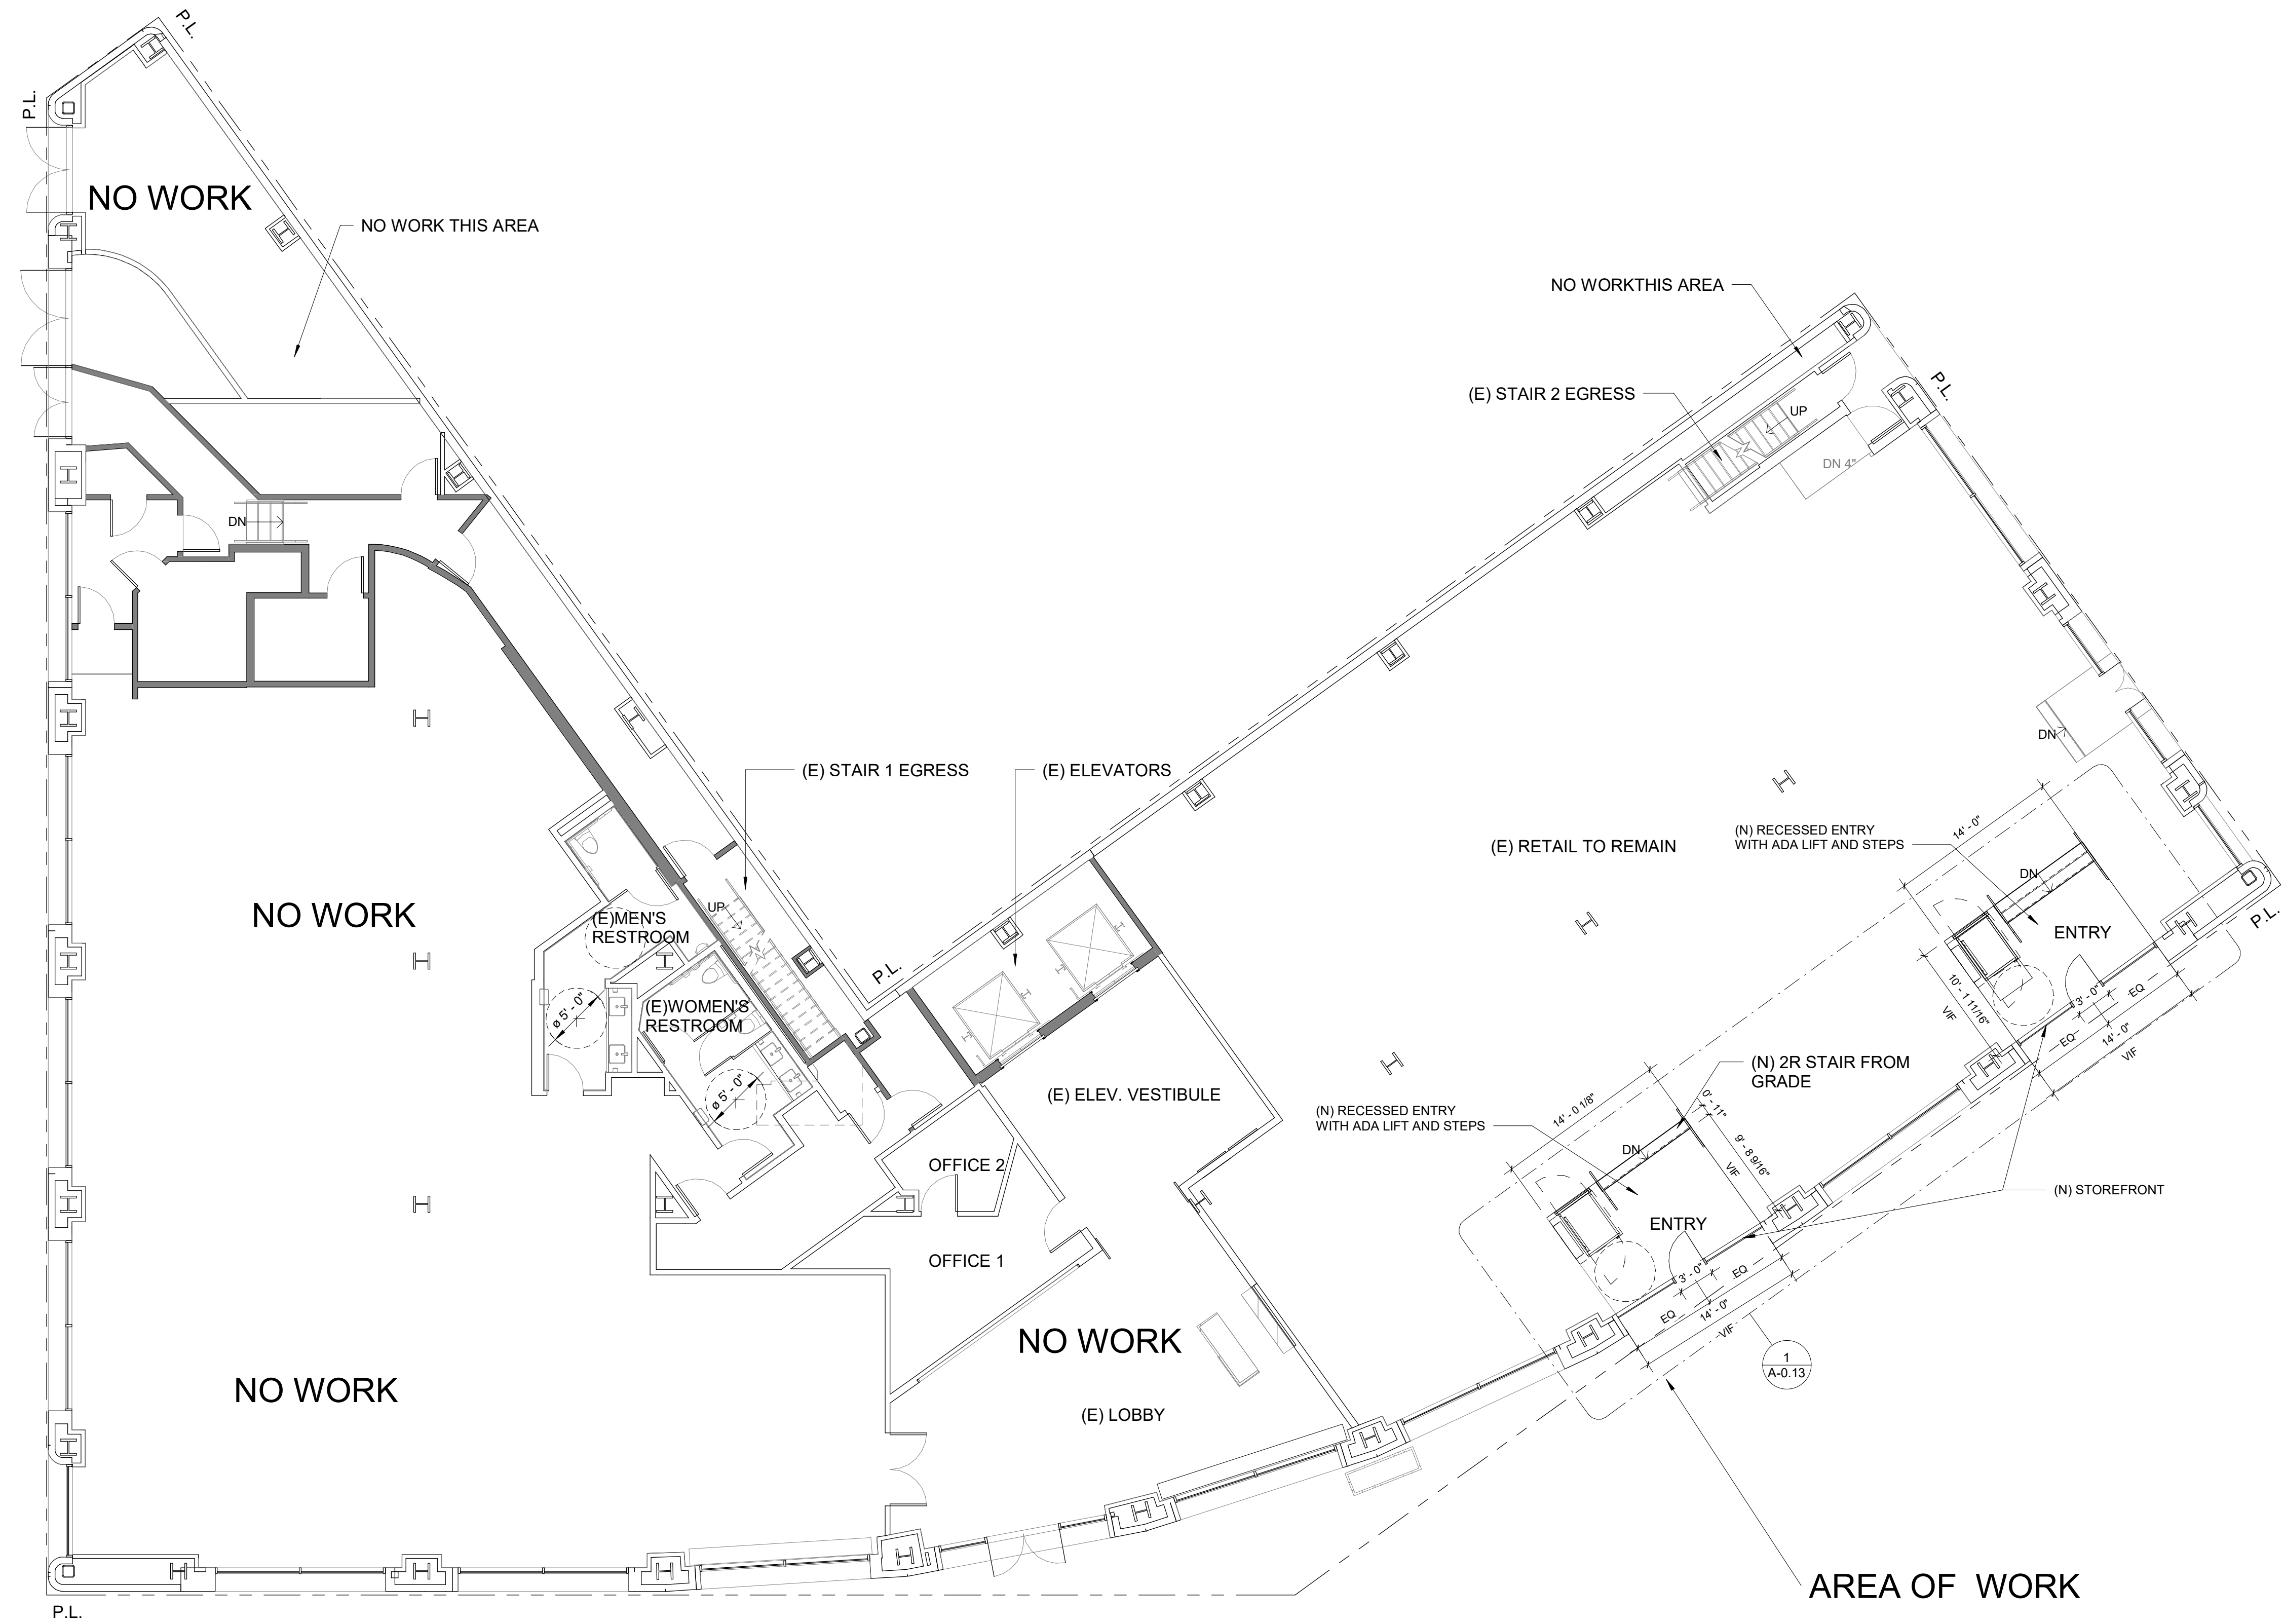 P.L.
P.L.
NO WORK
NO WORK THIS AREA
NO WORKTHIS AREA
P.L.
(E) STAIR 2 EGRESS
UP
DN 4"
DN
DN
(E) STAIR 1 EGRESS
(E) ELEVATORS
(E) RETAIL TO REMAIN
(N) RECESSED ENTRY
WITH ADA LIFT AND STEPS
14' - 0"
DN
ENTRY
P.L.
NO WORK
UP
(E)MEN'S
RESTROOM
P.L.
ø 5' - 0"
(E)WOMEN'S
RESTROOM
ø 5' - 0"
10' - 1 11/16"
VIF
3' - 0"
EQ
EQ
14' - 0"
VIF
(E) ELEV. VESTIBULE
(N) 2R STAIR FROM
GRADE
(N) RECESSED ENTRY
WITH ADA LIFT AND STEPS
14' - 0 1/8"
0' - 11"
9' - 8 9/16"
VIF
DN
OFFICE 2
(N) STOREFRONT
ENTRY
OFFICE 1
3' - 0"
EQ
EQ
14' - 0"
VIF
NO WORK
1
A-0.13
NO WORK
(E) LOBBY
AREA OF WORK
P.L.